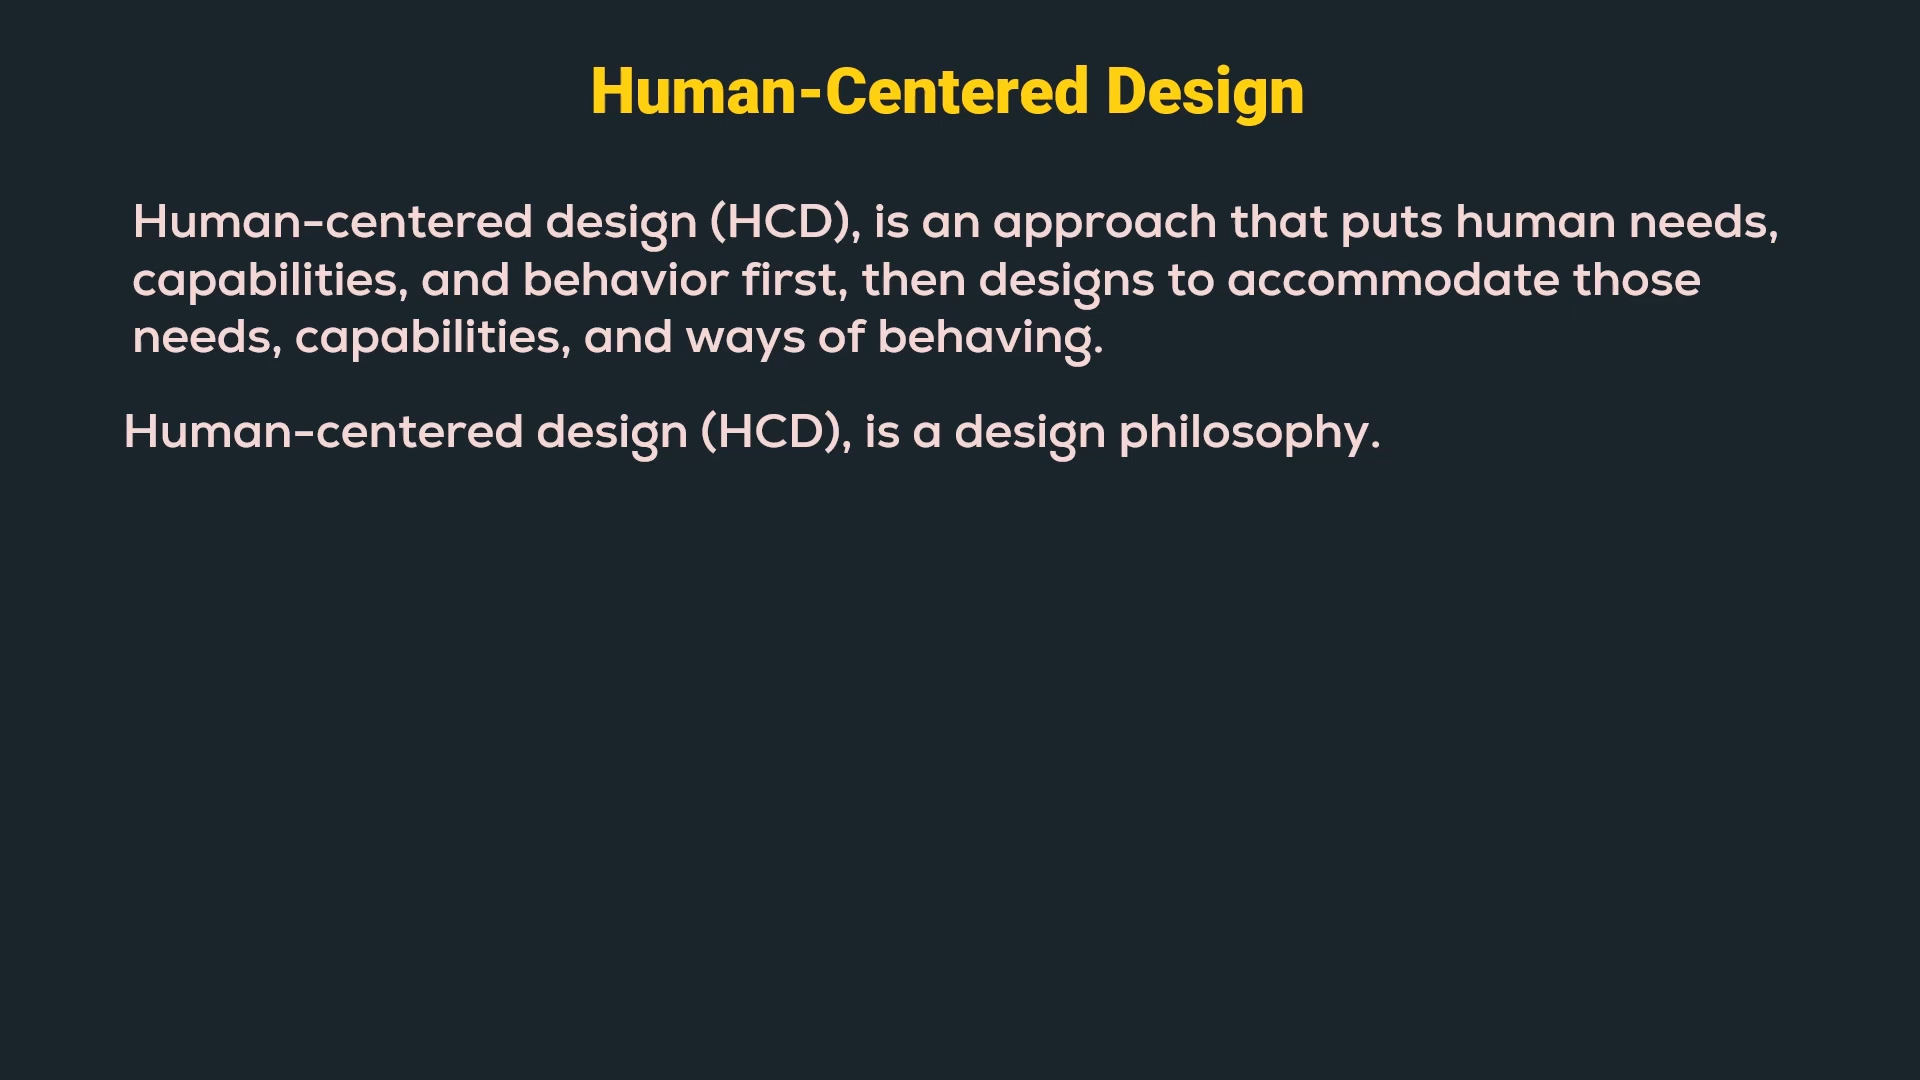 Human-Centered Design
Human-centered design (HCD), is an approach that puts human needs,
capabilities, and behavior first, then designs to accommodate those
needs, capabilities, and ways of behaving.
Human-centered design (HCD), is a design philosophy.